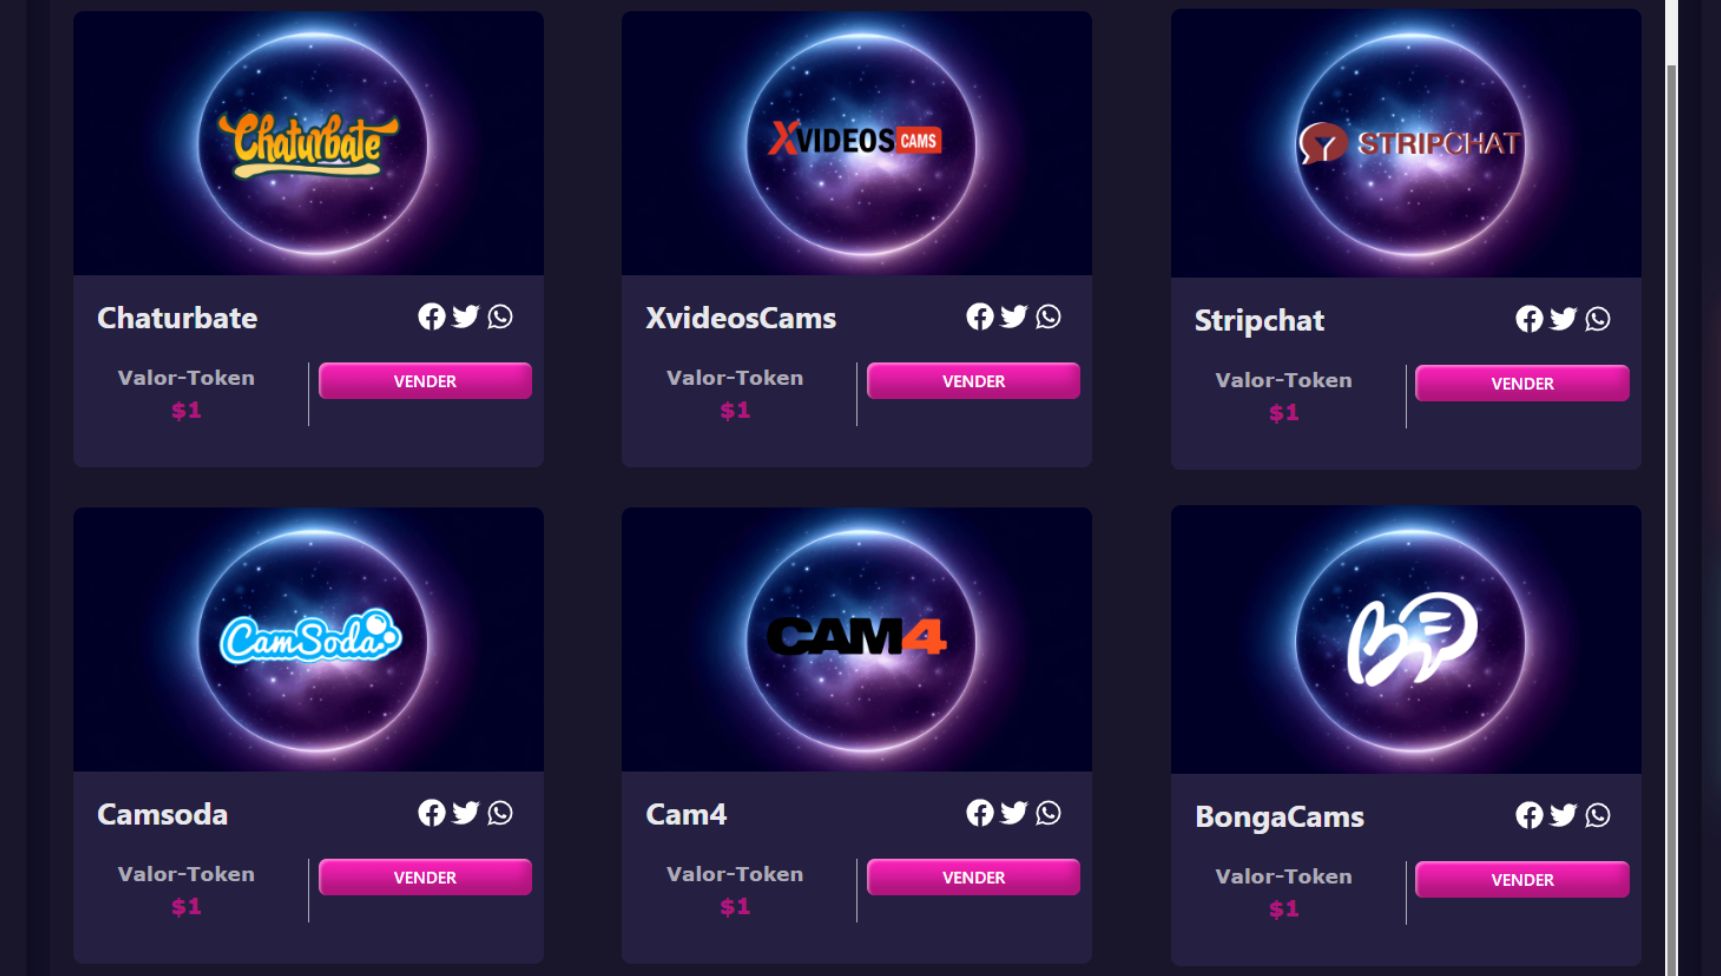 Chaturbate
XVIDEOS CAMS
STRIPCHAT
Chaturbate
Valor-Token
$1
VENDER
XvideosCams
Valor-Token
$1
VENDER
Stripchat
Valor-Token
$1
VENDER
CamSoda
CAM4
Camsoda
Valor-Token
$1
VENDER
Cam4
Valor-Token
$1
VENDER
BongaCams
Valor-Token
$1
VENDER